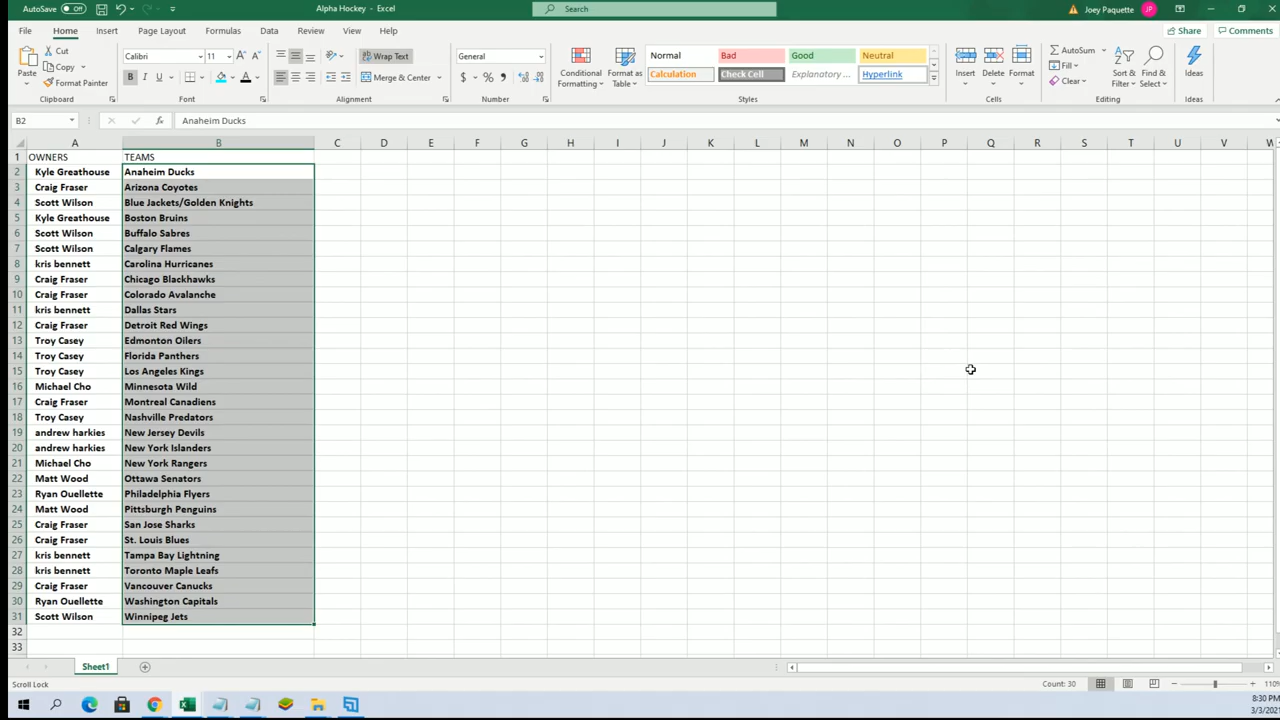 AutoSave Off Alpha Hockey - Excel Search Joey Paquette JP
File Home Insert Page Layout Formulas Data Review View Help Share Comments
Paste Cut Copy Format Painter Clipboard
Calibri 11 B I U Font
Wrap Text Merge & Center Alignment
General $ % Number
Conditional Formatting Format as Table
Normal Bad Good Neutral
Calculation Check Cell Explanatory ... Hyperlink
Styles
Insert Delete Format Cells
AutoSum Fill Clear Sort & Filter Find & Select Editing
Ideas Ideas
B2 fx Anaheim Ducks
A B C D E F G H I J K L M N O P Q R S T U V W
1 OWNERS TEAMS
2 Kyle Greathouse Anaheim Ducks
3 Craig Fraser Arizona Coyotes
4 Scott Wilson Blue Jackets/Golden Knights
5 Kyle Greathouse Boston Bruins
6 Scott Wilson Buffalo Sabres
7 Scott Wilson Calgary Flames
8 kris bennett Carolina Hurricanes
9 Craig Fraser Chicago Blackhawks
10 Craig Fraser Colorado Avalanche
11 kris bennett Dallas Stars
12 Craig Fraser Detroit Red Wings
13 Troy Casey Edmonton Oilers
14 Troy Casey Florida Panthers
15 Troy Casey Los Angeles Kings
16 Michael Cho Minnesota Wild
17 Craig Fraser Montreal Canadiens
18 Troy Casey Nashville Predators
19 andrew harkies New Jersey Devils
20 andrew harkies New York Islanders
21 Michael Cho New York Rangers
22 Matt Wood Ottawa Senators
23 Ryan Ouellette Philadelphia Flyers
24 Matt Wood Pittsburgh Penguins
25 Craig Fraser San Jose Sharks
26 Craig Fraser St. Louis Blues
27 kris bennett Tampa Bay Lightning
28 kris bennett Toronto Maple Leafs
29 Craig Fraser Vancouver Canucks
30 Ryan Ouellette Washington Capitals
31 Scott Wilson Winnipeg Jets
32
33
Sheet1
Scroll Lock Count: 30 110%
8:30 PM
3/3/2021